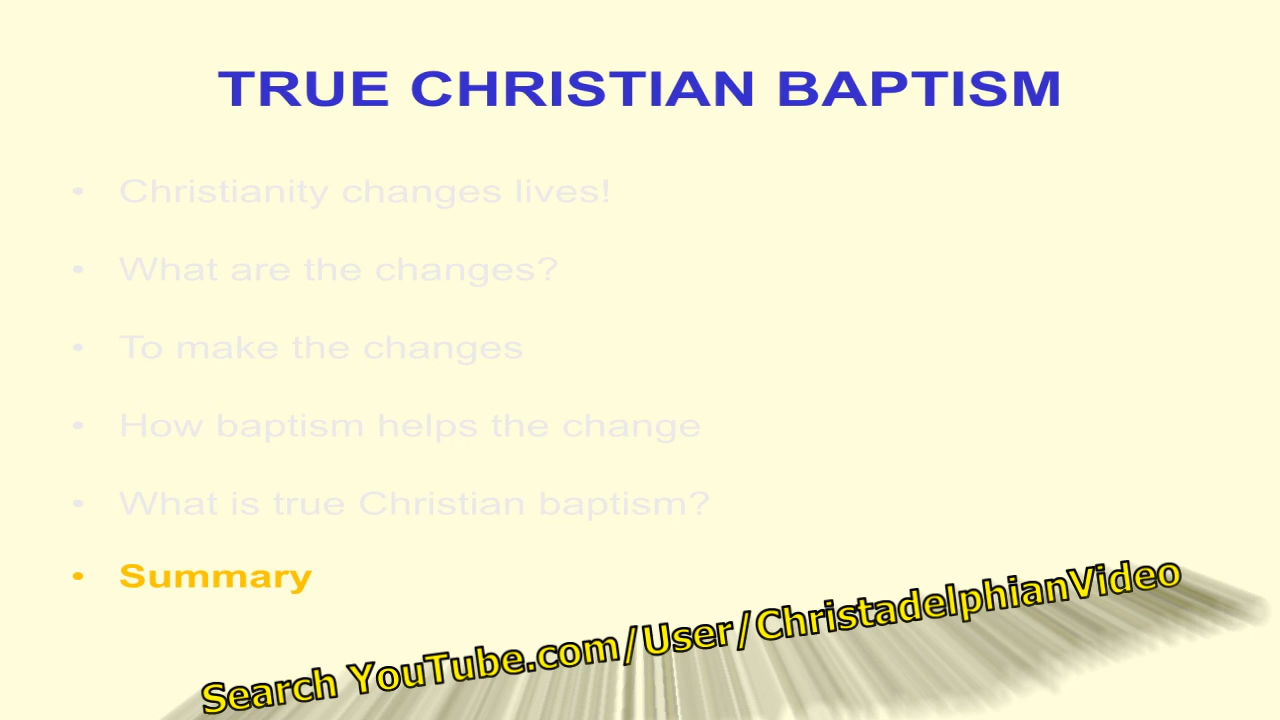 TRUE CHRISTIAN BAPTISM
• Christianity changes lives!
• What are the changes?
• To make the changes
• How baptism helps the change
• What is true Christian baptism?
• Summary
Search YouTube.com/User/ChristadelphianVideo